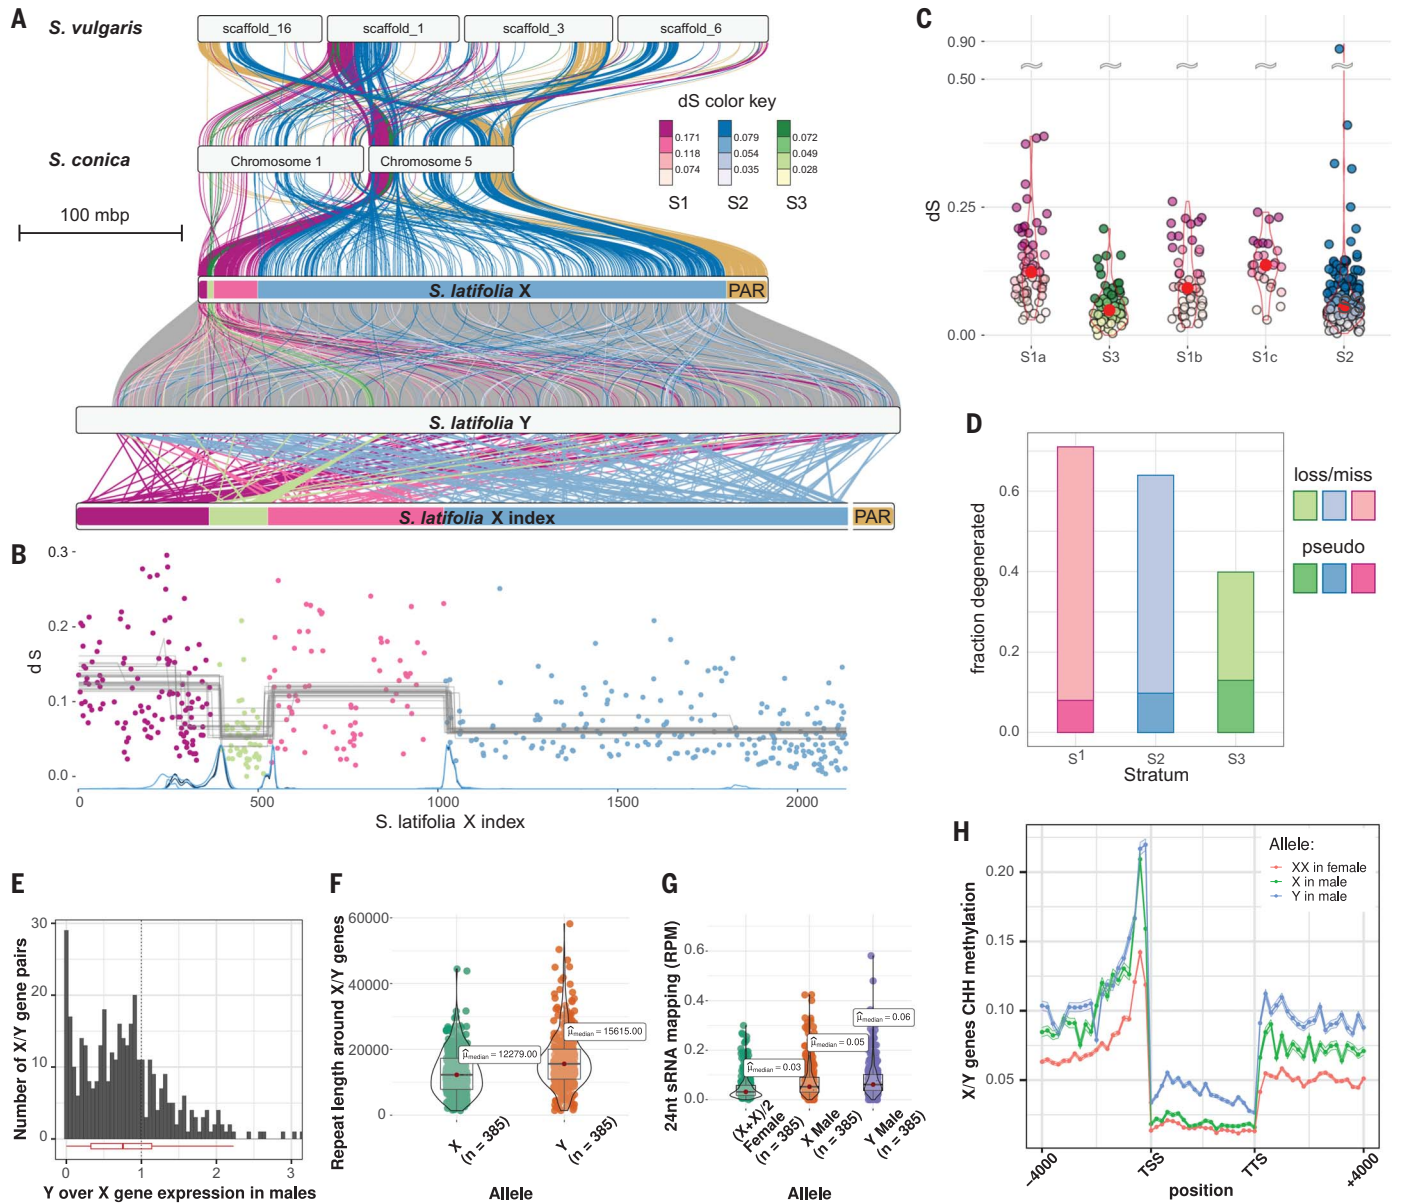 A
S. vulgaris
scaffold_16
scaffold_1
scaffold_3
scaffold_6
dS color key
0.171
0.118
0.074
0.079
0.054
0.035
0.072
0.049
0.028
S1
S2
S3
S. conica
Chromosome 1
Chromosome 5
100 mbp
S. latifolia X
PAR
S. latifolia Y
S. latifolia X index
PAR
B
0.3
0.2
0.1
0.0
dS
0
500
1000
1500
2000
S. latifolia X index
C
0.90
0.50
0.25
0.00
dS
S1a
S3
S1b
S1c
S2
D
0.6
0.4
0.2
0.0
fraction degenerated
S1
S2
S3
Stratum
loss/miss
pseudo
E
30
20
10
0
Number of X/Y gene pairs
0
1
2
3
Y over X gene expression in males
F
60000
40000
20000
0
Repeat length around X/Y genes
μ̂median = 12279.00
μ̂median = 15615.00
X
(n = 385)
Y
(n = 385)
Allele
G
0.6
0.4
0.2
0.0
24nt sRNA mapping (RPM)
μ̂median = 0.03
μ̂median = 0.05
μ̂median = 0.06
(X+X)/2
Female
(n = 385)
X Male
(n = 385)
Y Male
(n = 385)
Allele
H
0.20
0.15
0.10
0.05
X/Y genes CHH methylation
Allele:
XX in female
X in male
Y in male
−4000
TSS
TTS
+4000
position